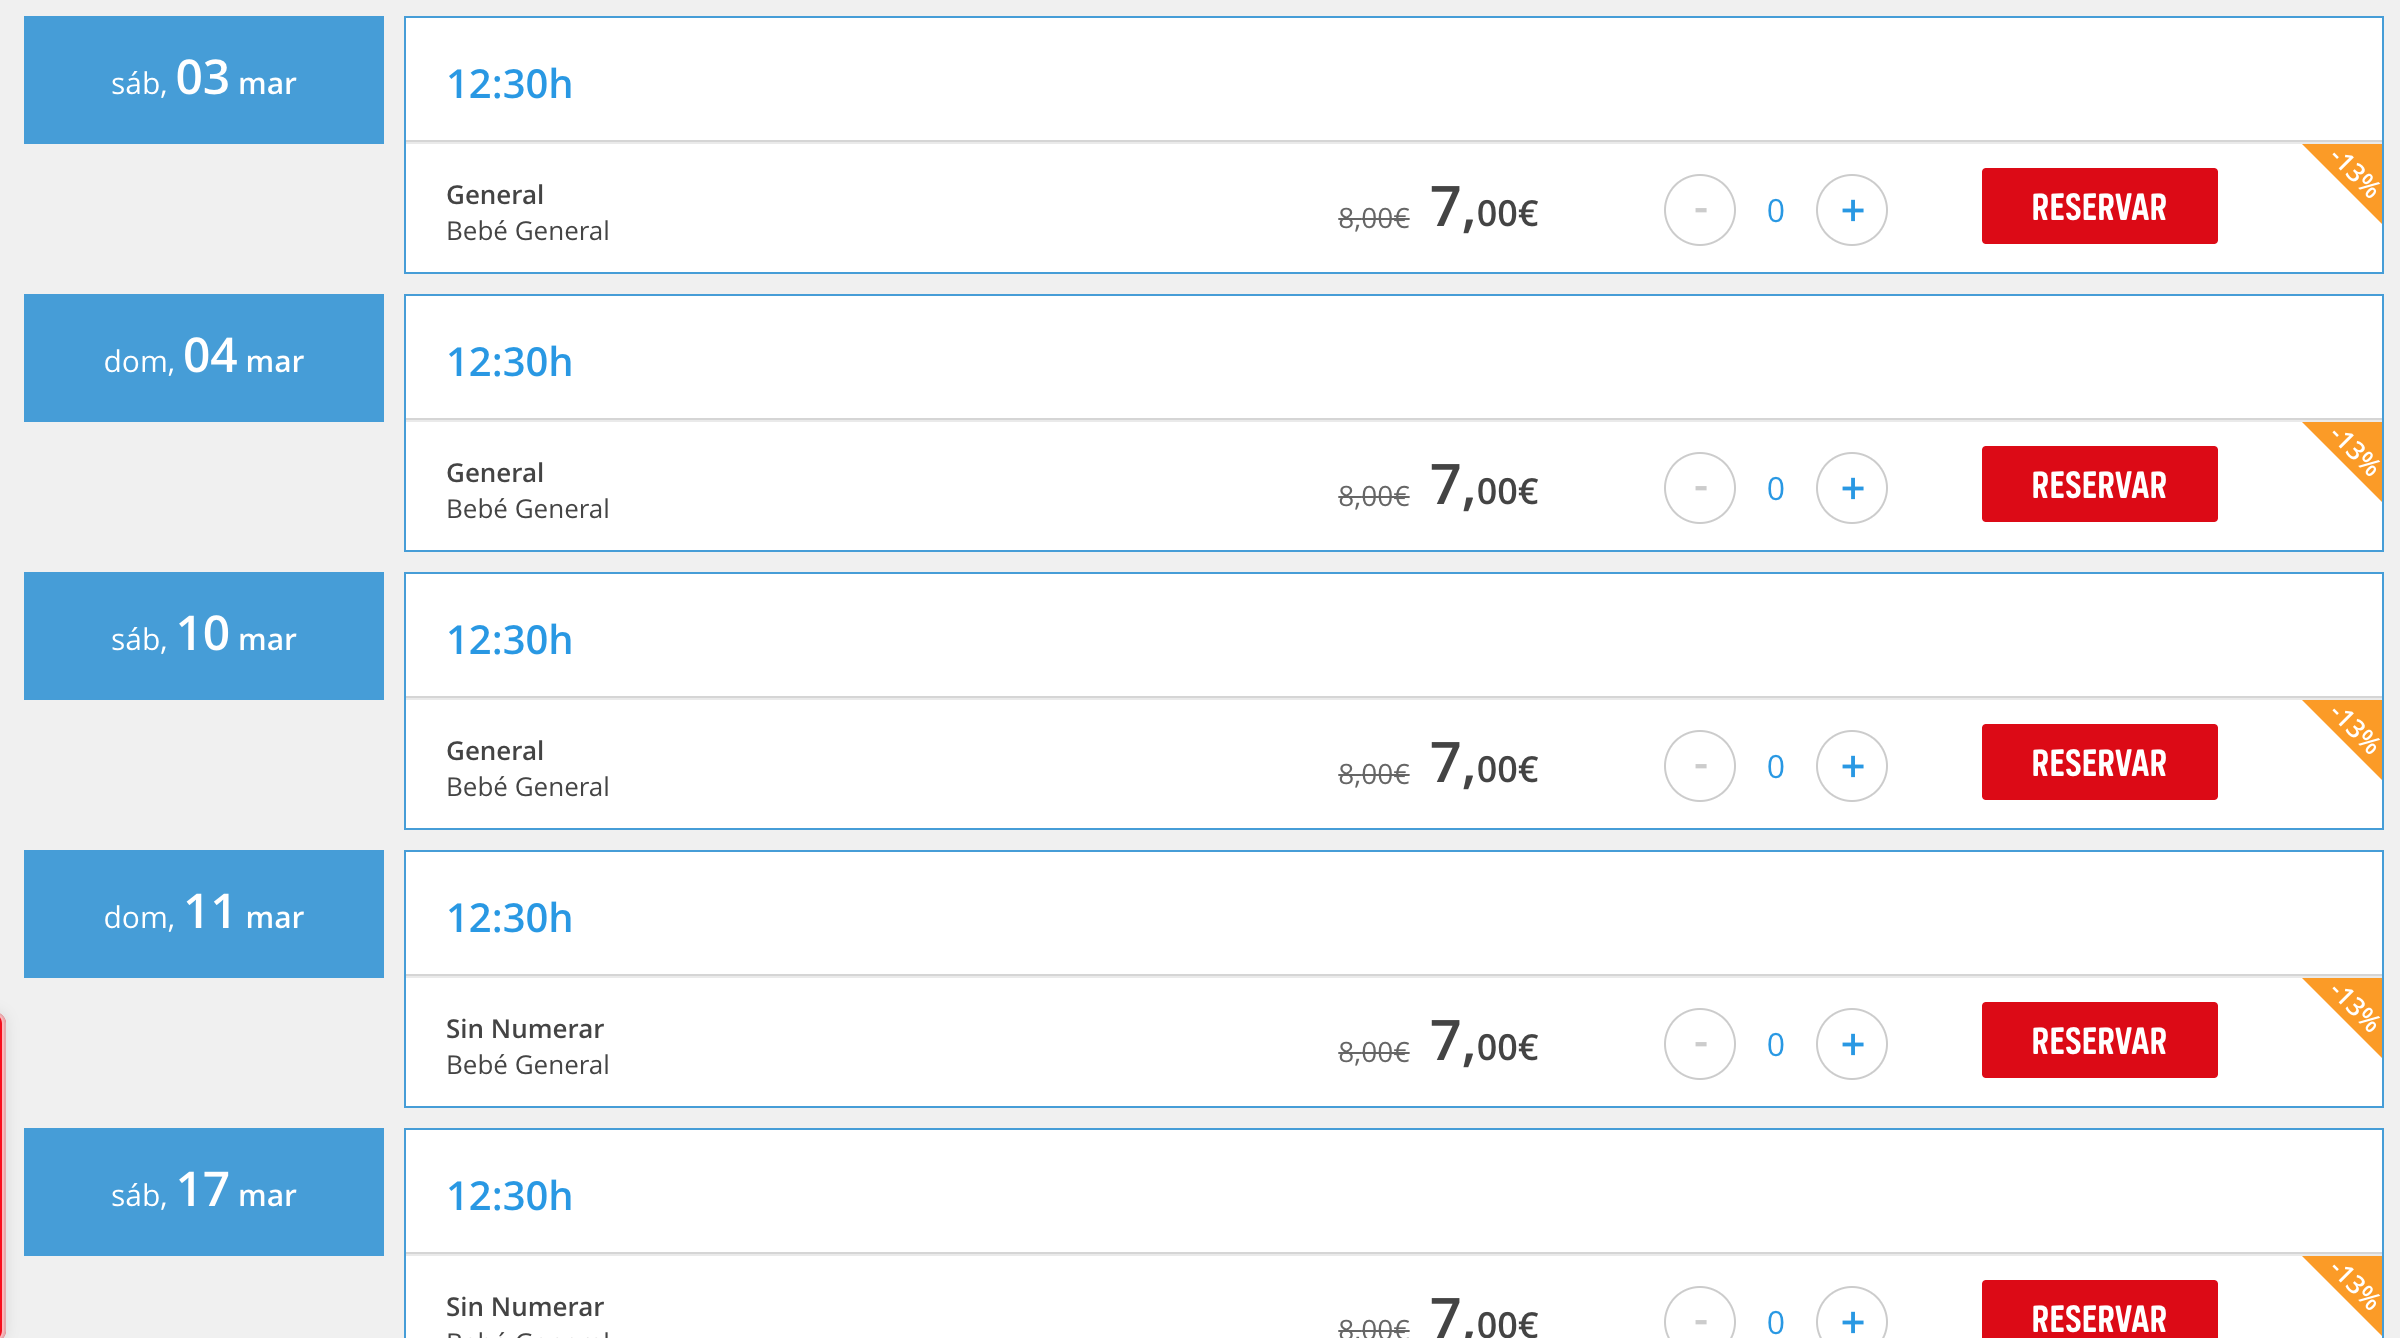 sáb, 03 mar
12:30h
General
Bebé General
8,00€ 7,00€
- 0 +
RESERVAR
-13%
dom, 04 mar
12:30h
General
Bebé General
8,00€ 7,00€
- 0 +
RESERVAR
-13%
sáb, 10 mar
12:30h
General
Bebé General
8,00€ 7,00€
- 0 +
RESERVAR
-13%
dom, 11 mar
12:30h
Sin Numerar
Bebé General
8,00€ 7,00€
- 0 +
RESERVAR
-13%
sáb, 17 mar
12:30h
Sin Numerar
8,00€ 7,00€
- 0 +
RESERVAR
-13%